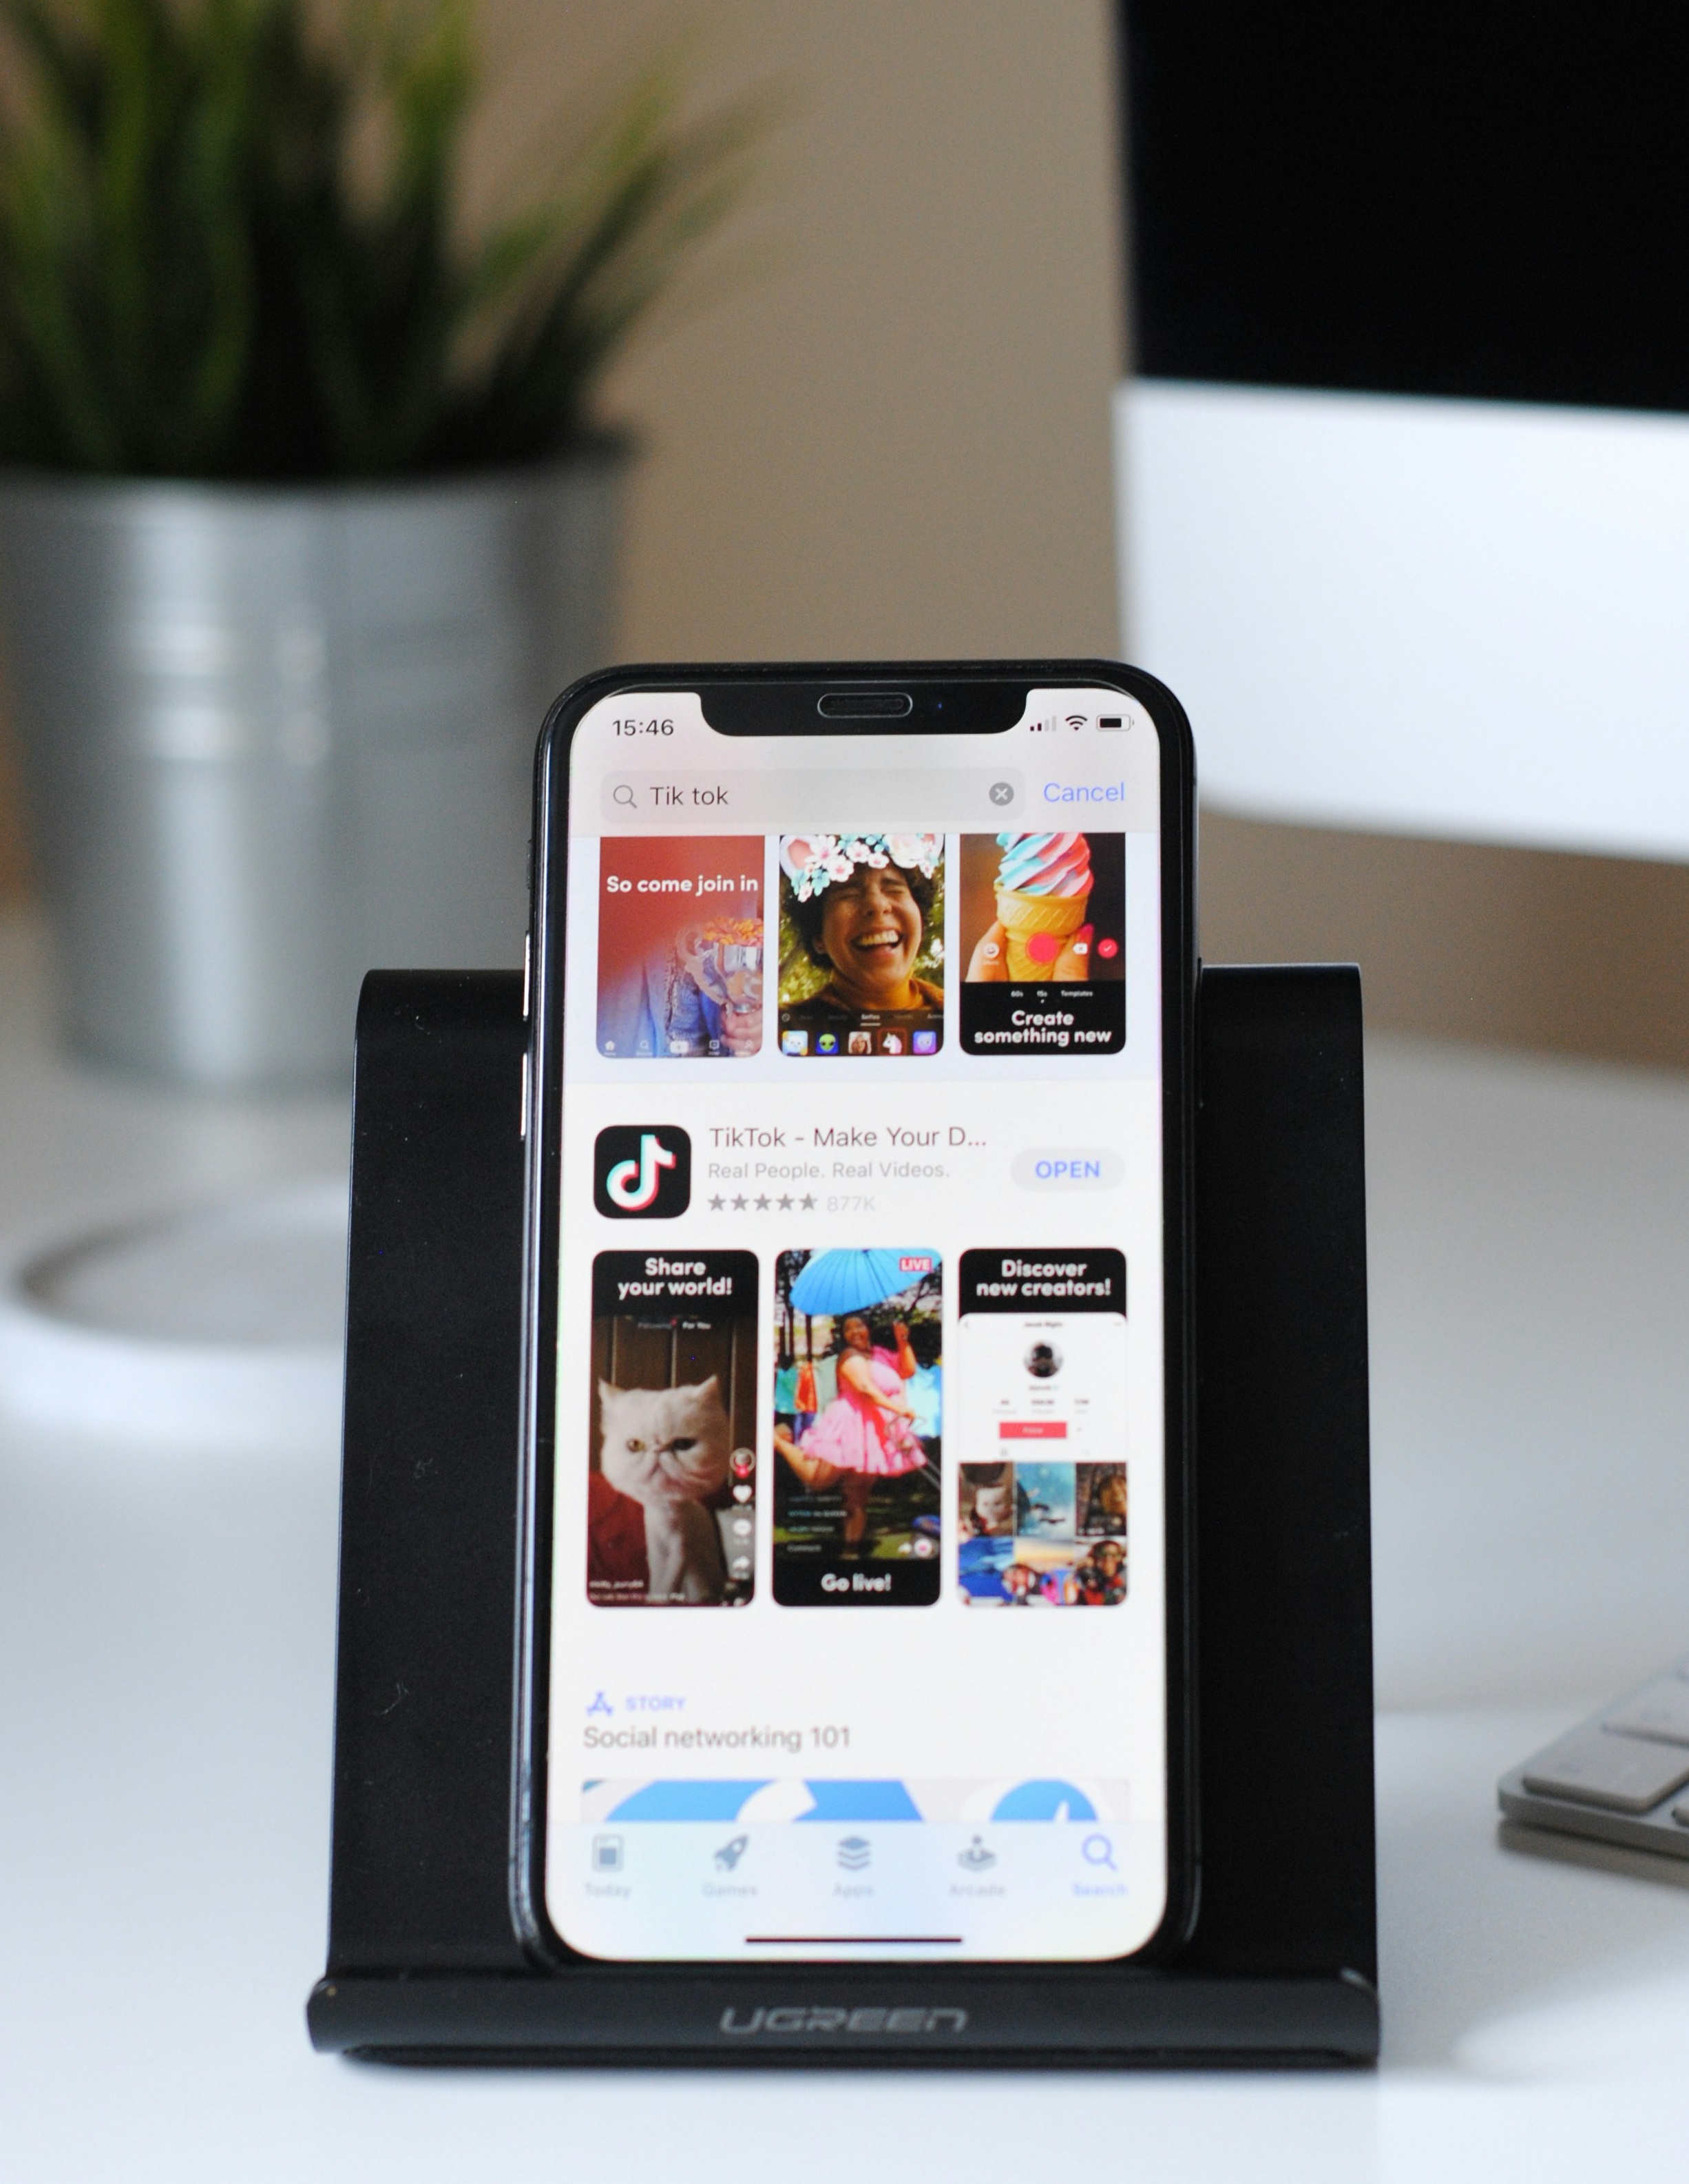 15:46
Tik tok
Cancel
So come join in
60s 15s Templates
Create
something new
TikTok - Make Your D...
Real People. Real Videos.
OPEN
877K
Share
your world!
Following For You
LIVE
Go live!
Discover
new creators!
Follow
STORY
Social networking 101
Today
Games
Apps
Arcade
Search
UGREEN